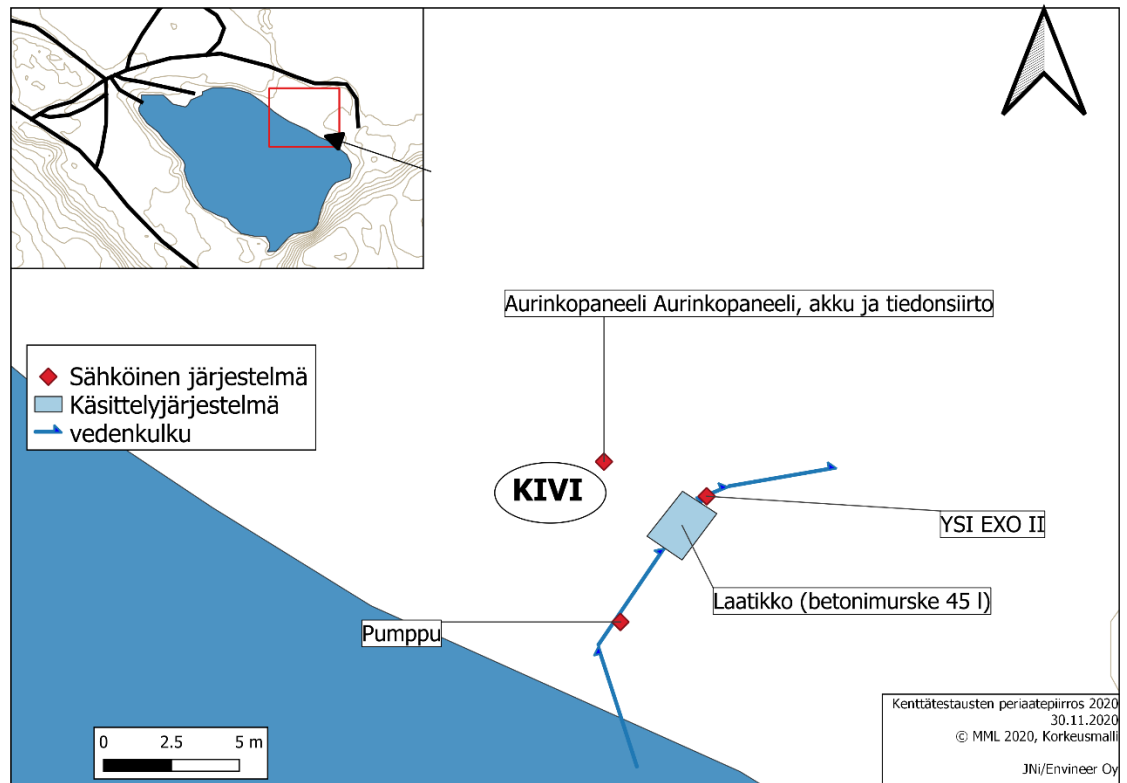 Aurinkopaneeli Aurinkopaneeli, akku ja tiedonsiirto
Sähköinen järjestelmä
Käsittelyjärjestelmä
vedenkulku
KIVI
YSI EXO II
Laatikko (betonimurske 45 l)
Pumppu
0 2.5 5 m
Kenttätestausten periaatepiirros 2020
30.11.2020
© MML 2020, Korkeusmalli
JNi/Envineer Oy